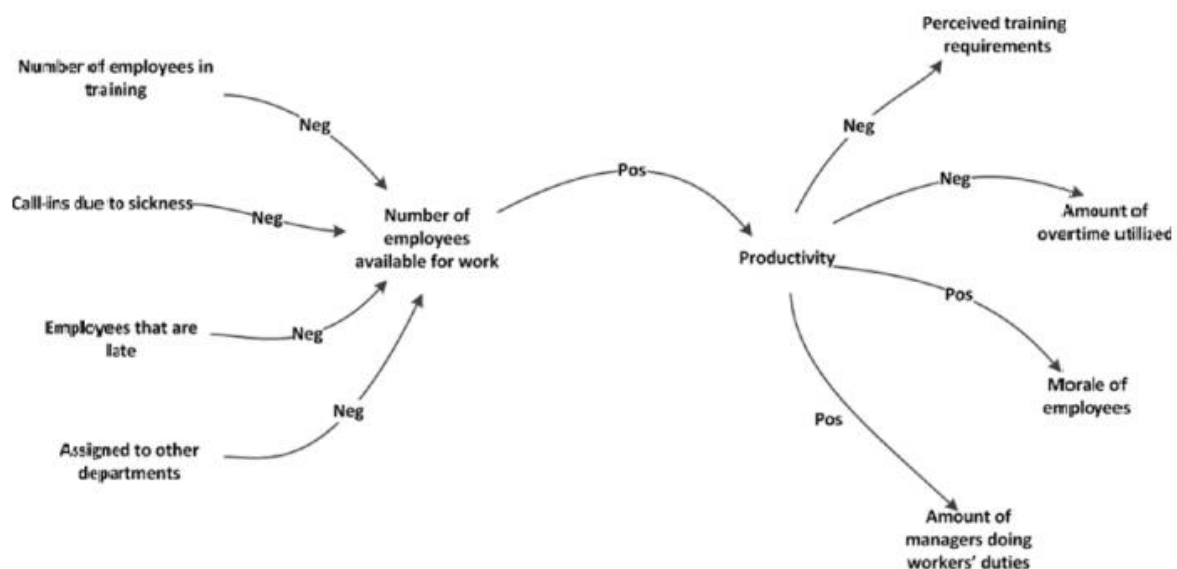 Perceived training
requirements
Number of employees in
training
Neg
Neg
Pos
Neg
Call-ins due to sickness
Neg
Number of
employees
available for work
Amount of
overtime utilized
Productivity
Pos
Employees that are
late
Neg
Morale of
employees
Neg
Pos
Assigned to other
departments
Amount of
managers doing
workers' duties